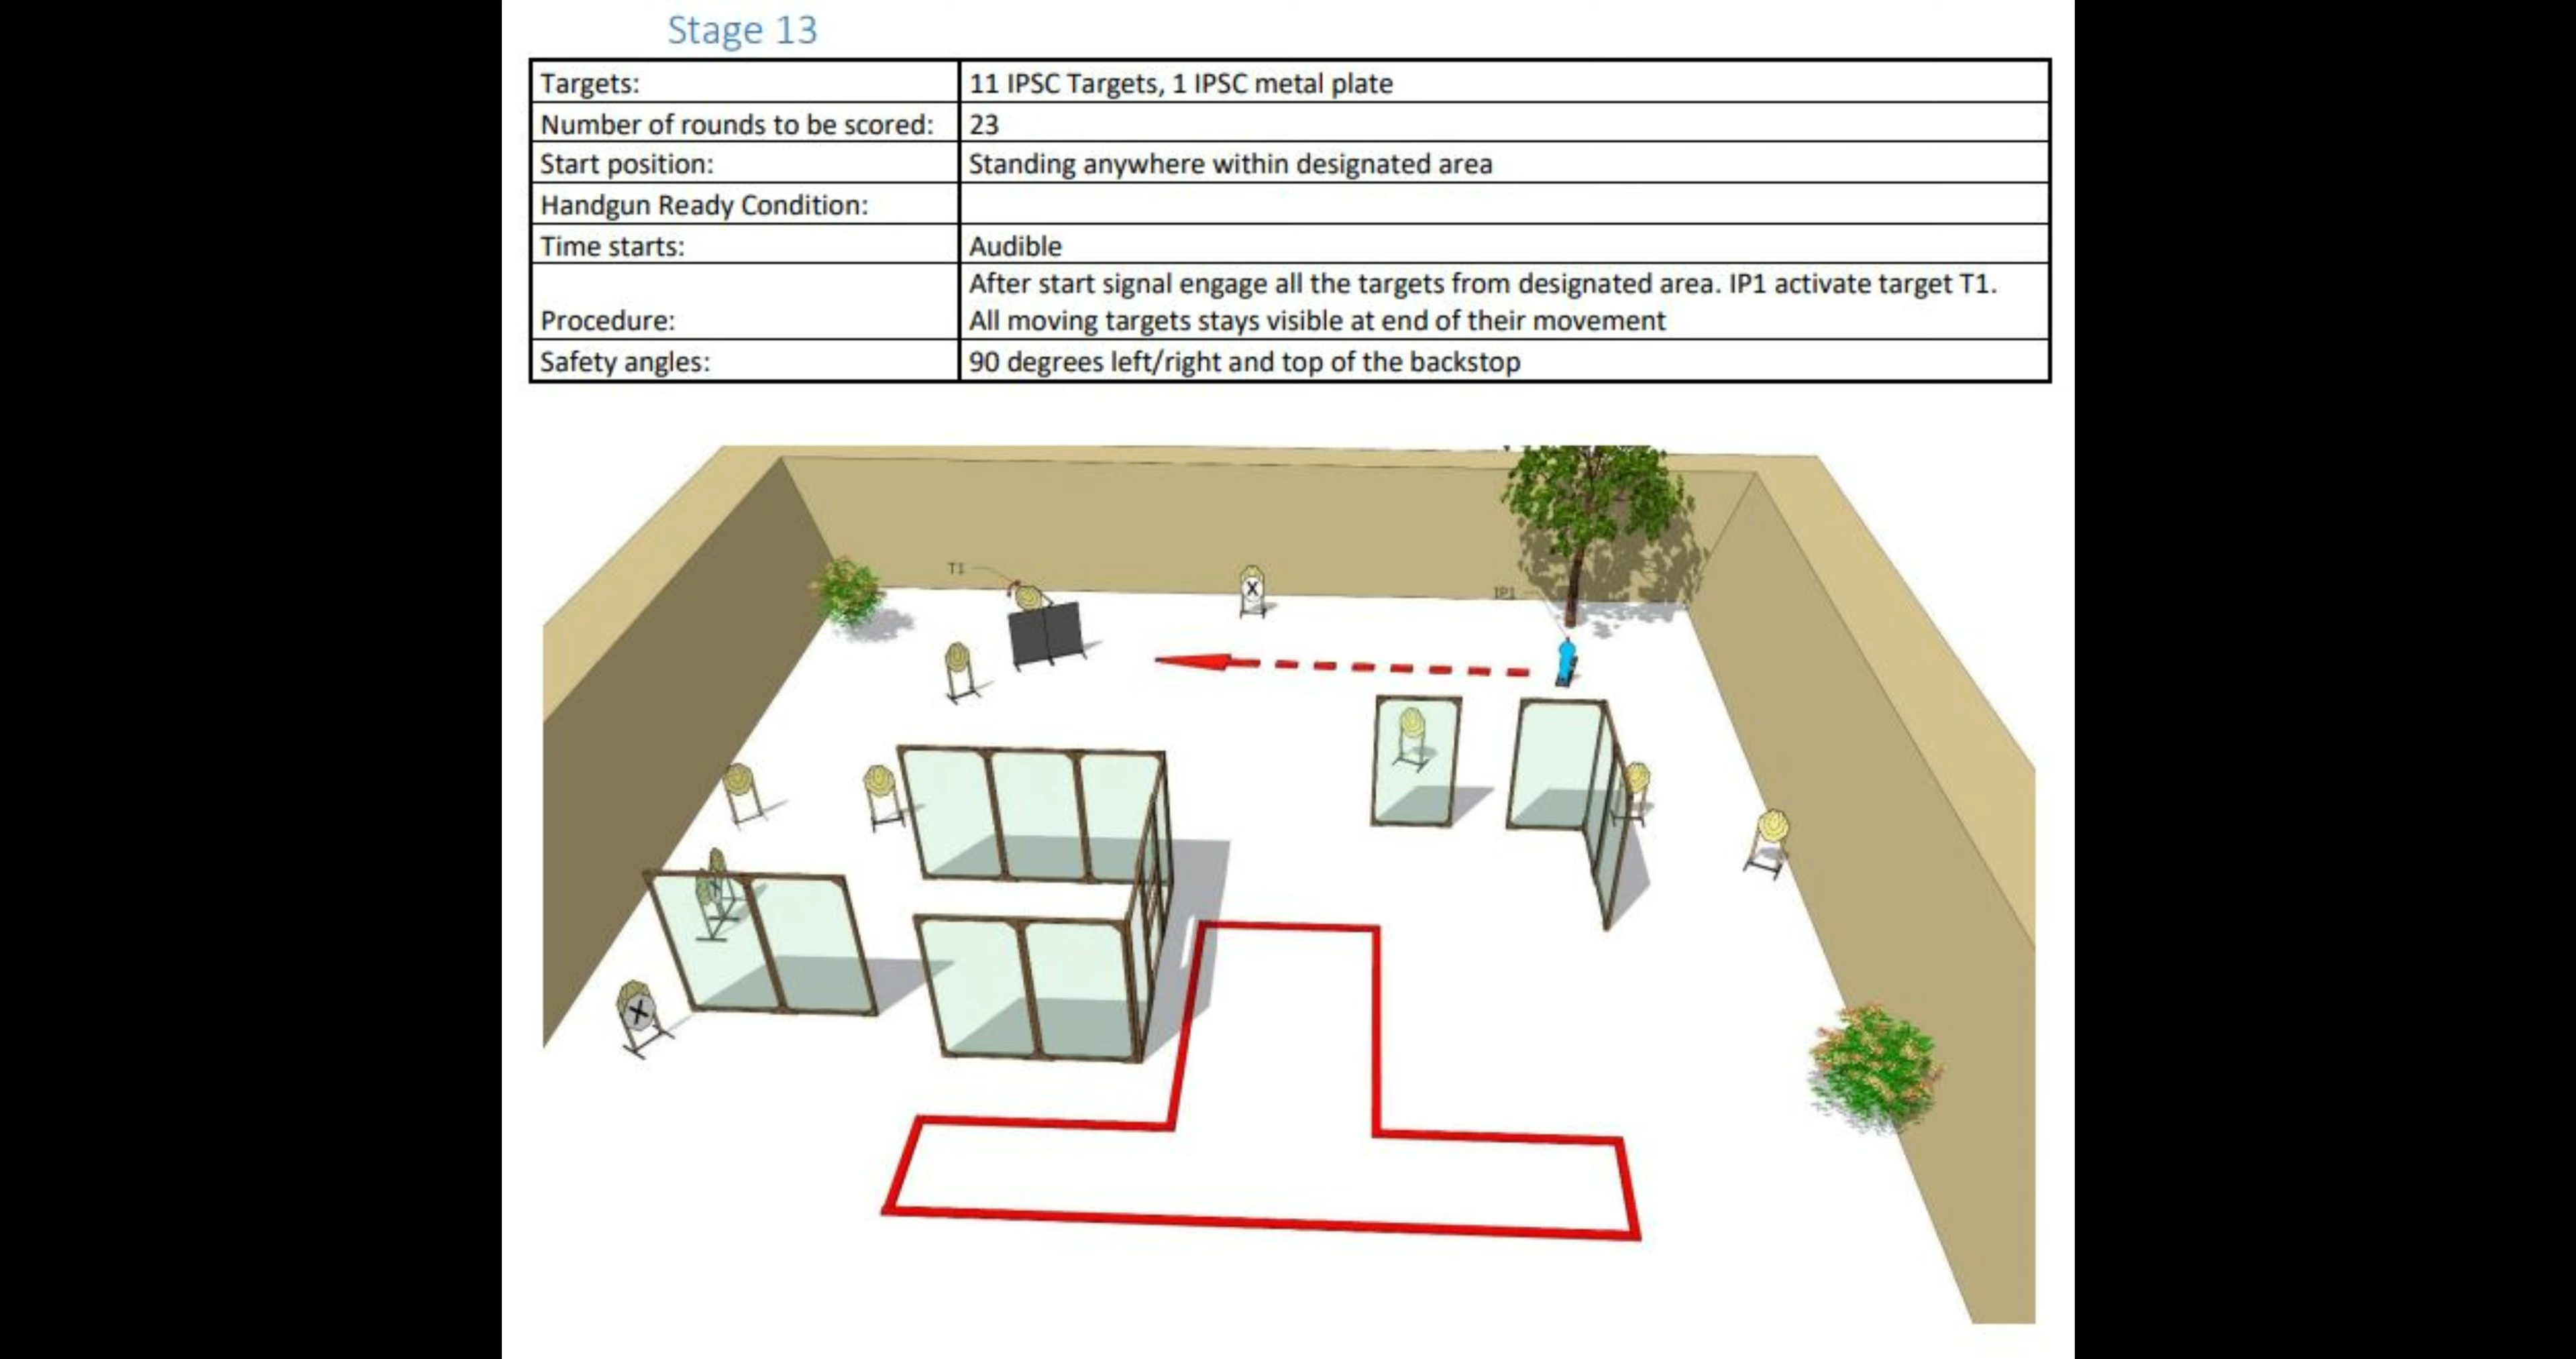 Stage 13
Targets: 11 IPSC Targets, 1 IPSC metal plate
Number of rounds to be scored: 23
Start position: Standing anywhere within designated area
Handgun Ready Condition:
Time starts: Audible
After start signal engage all the targets from designated area. IP1 activate target T1.
Procedure: All moving targets stays visible at end of their movement
Safety angles: 90 degrees left/right and top of the backstop
T1
X
IP1
X